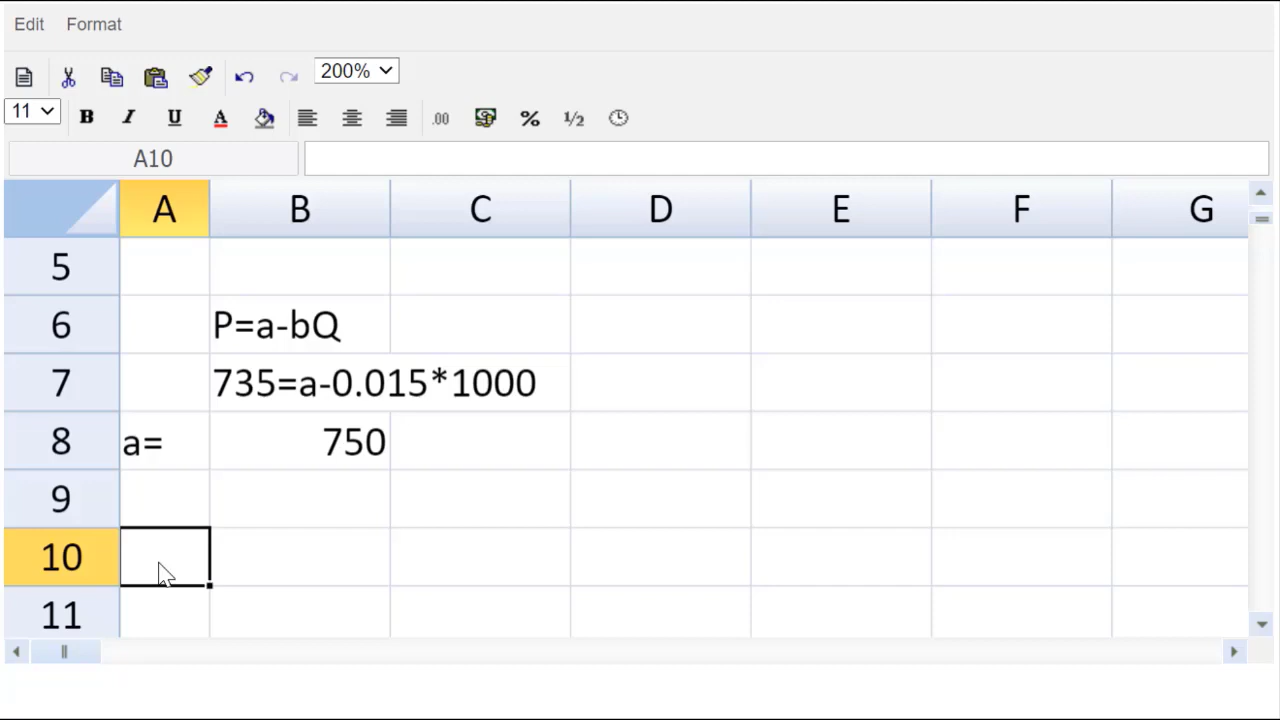 Edit Format
200%
11 B I U A .00 % ½
A10
A B C D E F G
5
6 P=a-bQ
7 735=a-0.015*1000
8 a= 750
9
10
11